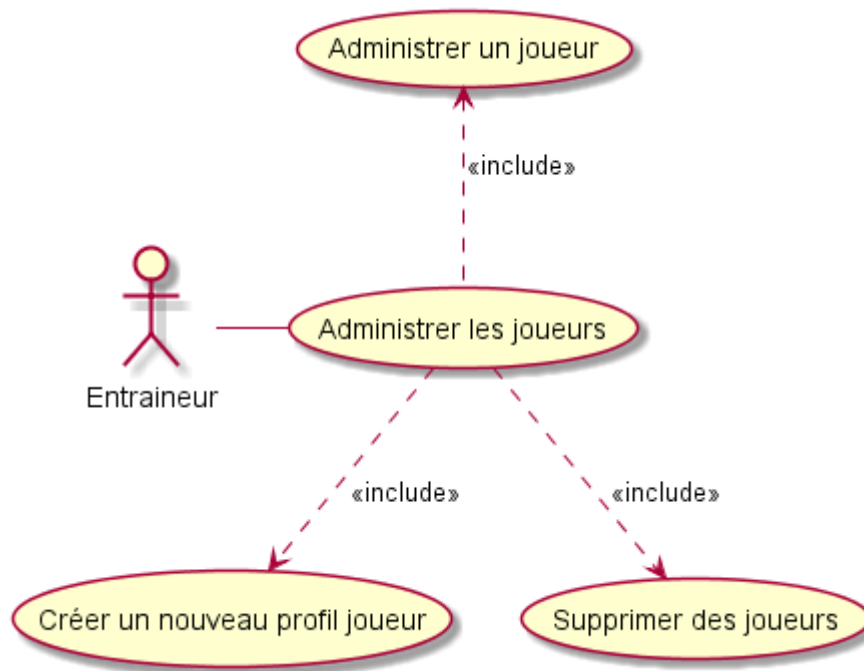 Administrer un joueur
«include»
Administrer les joueurs
Entraineur
«include»
«include»
Créer un nouveau profil joueur
Supprimer des joueurs